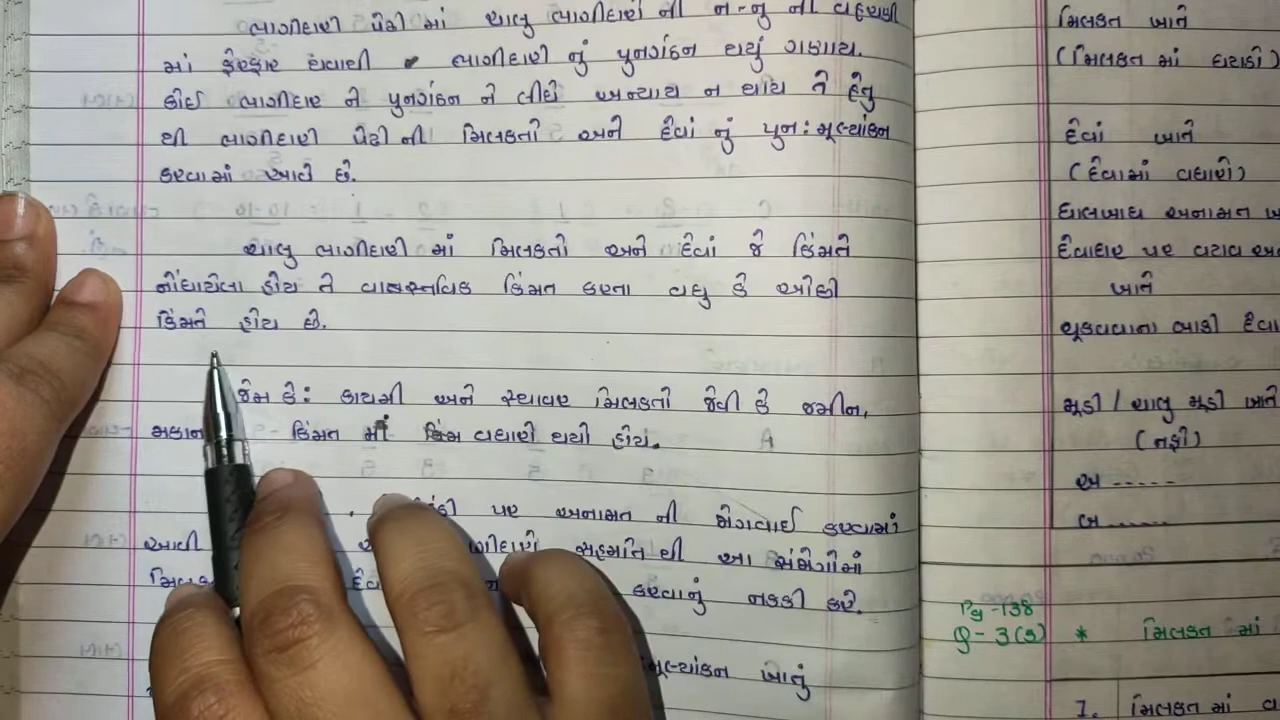 ભાગીદારી પેઢી માં ચાલુ ભાગીદારો ની ન-નુ ની વહેંચણી
માં ફેરફાર થવાથી ભાગીદારી નું પુનર્ગઠન થયું ગણાય.
કોઈ ભાગીદાર ને પુનર્ગઠન ને લીધે અન્યાય ન થાય તે હેતુ
થી ભાગીદારી પેઢી ની મિલકતો અને દેવાં નું પુન:મૂલ્યાંકન
કરવામાં આવે છે.
ચાલુ ભાગીદારી માં મિલકતો અને દેવાં જે કિંમતે
નોંધાયેલા હોય તે વાસ્તવિક કિંમત કરતા વધુ કે ઓછી
કિંમતે હોય છે.
જેમ કે: કાયમી અને સ્થાવર મિલકતો જેવી કે જમીન,
મકાન કિંમત માં વધારો થયો હોય.
પર અનામત ની જોગવાઈ કરવામાં
આવી સહમતિ થી આ સંજોગોમાં
કરવાનું નક્કી કરે.
મૂલ્યાંકન ખાતું
મિલકત ખાતે
(મિલકત માં ઘટાડો)
દેવાં ખાતે
(દેવામાં વધારો)
ઘાલખાધ અનામત
દેવાદાર પર વટાવ
ખાતે
ચૂકવવાના બાકી
મૂડી / ચાલુ મૂડી ખાતે
(નફો)
અ -----
બ -----
Pg-138
Q-3(3) * મિલકત માં
1. મિલકત માં